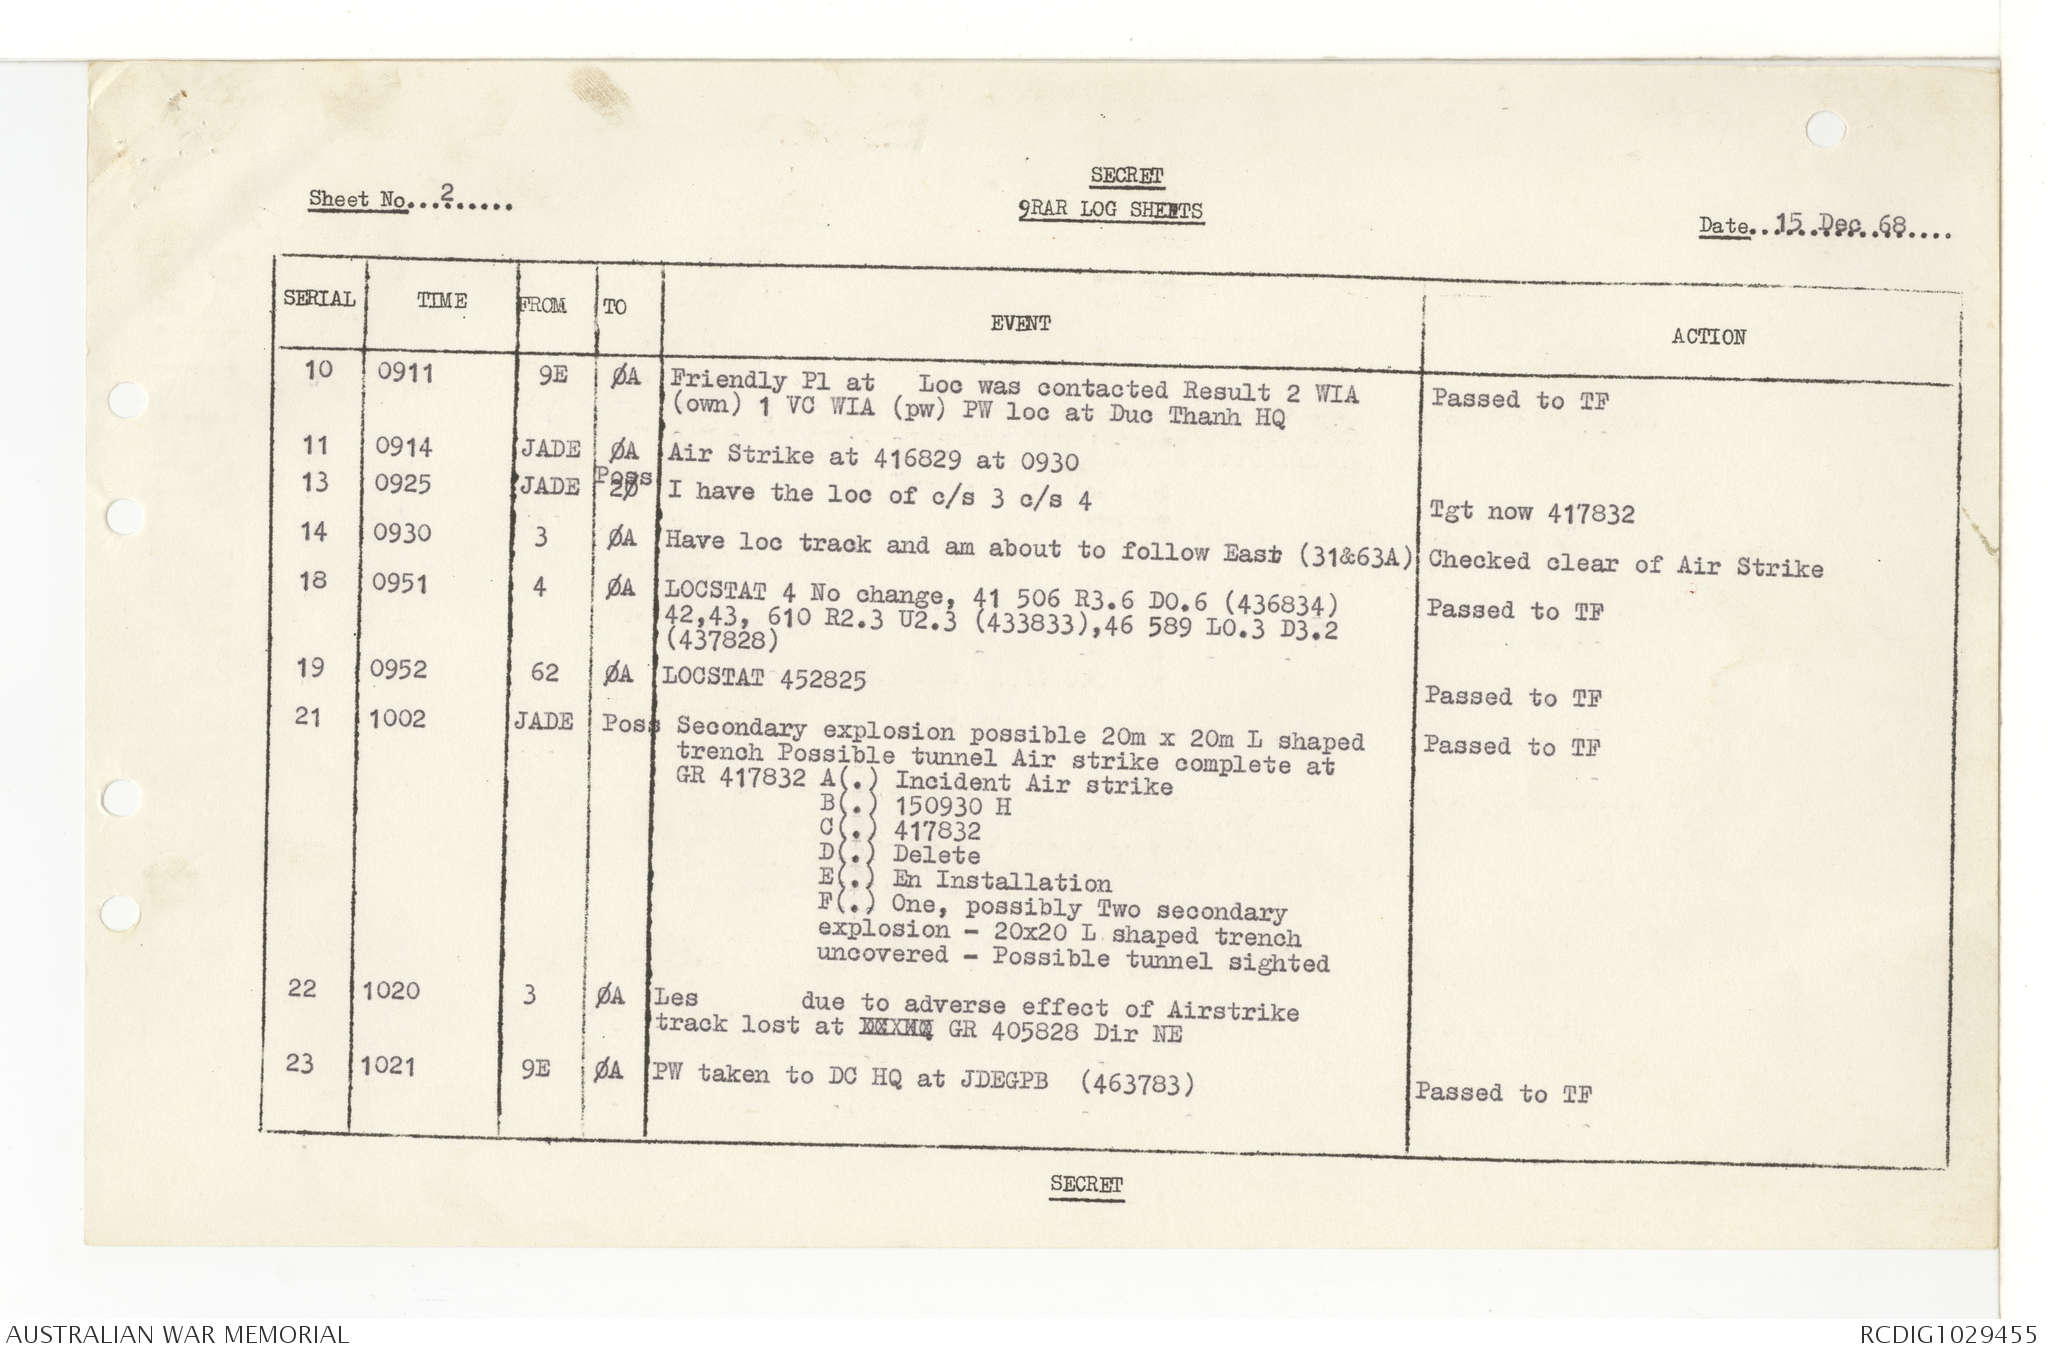 SECRET
Sheet No. 2
9RAR LOG SHEETS
Date 15 Dec 68
SERIAL TIME FROM TO EVENT ACTION
10 0911 9E ØA Friendly Pl at Loc was contacted Result 2 WIA Passed to TF
(own) 1 VC WIA (pw) PW loc at Duc Thanh HQ
11 0914 JADE ØA Air Strike at 416829 at 0930
Poss
13 0925 JADE 2Ø I have the loc of c/s 3 c/s 4 Tgt now 417832
14 0930 3 ØA Have loc track and am about to follow East (31&63A) Checked clear of Air Strike
18 0951 4 ØA LOCSTAT 4 No change, 41 506 R3.6 D0.6 (436834) Passed to TF
42,43, 610 R2.3 U2.3 (433833),46 589 L0.3 D3.2
(437828)
19 0952 62 ØA LOCSTAT 452825 Passed to TF
21 1002 JADE Poss Secondary explosion possible 20m x 20m L shaped Passed to TF
trench Possible tunnel Air strike complete at
GR 417832 A(.) Incident Air strike
B(.) 150930 H
C(.) 417832
D(.) Delete
E(.) En Installation
F(.) One, possibly Two secondary
explosion - 20x20 L shaped trench
uncovered - Possible tunnel sighted
22 1020 3 ØA Les due to adverse effect of Airstrike
track lost at GR 405828 Dir NE
23 1021 9E ØA PW taken to DC HQ at JDEGPB (463783) Passed to TF
SECRET
AUSTRALIAN WAR MEMORIAL RCDIG1029455